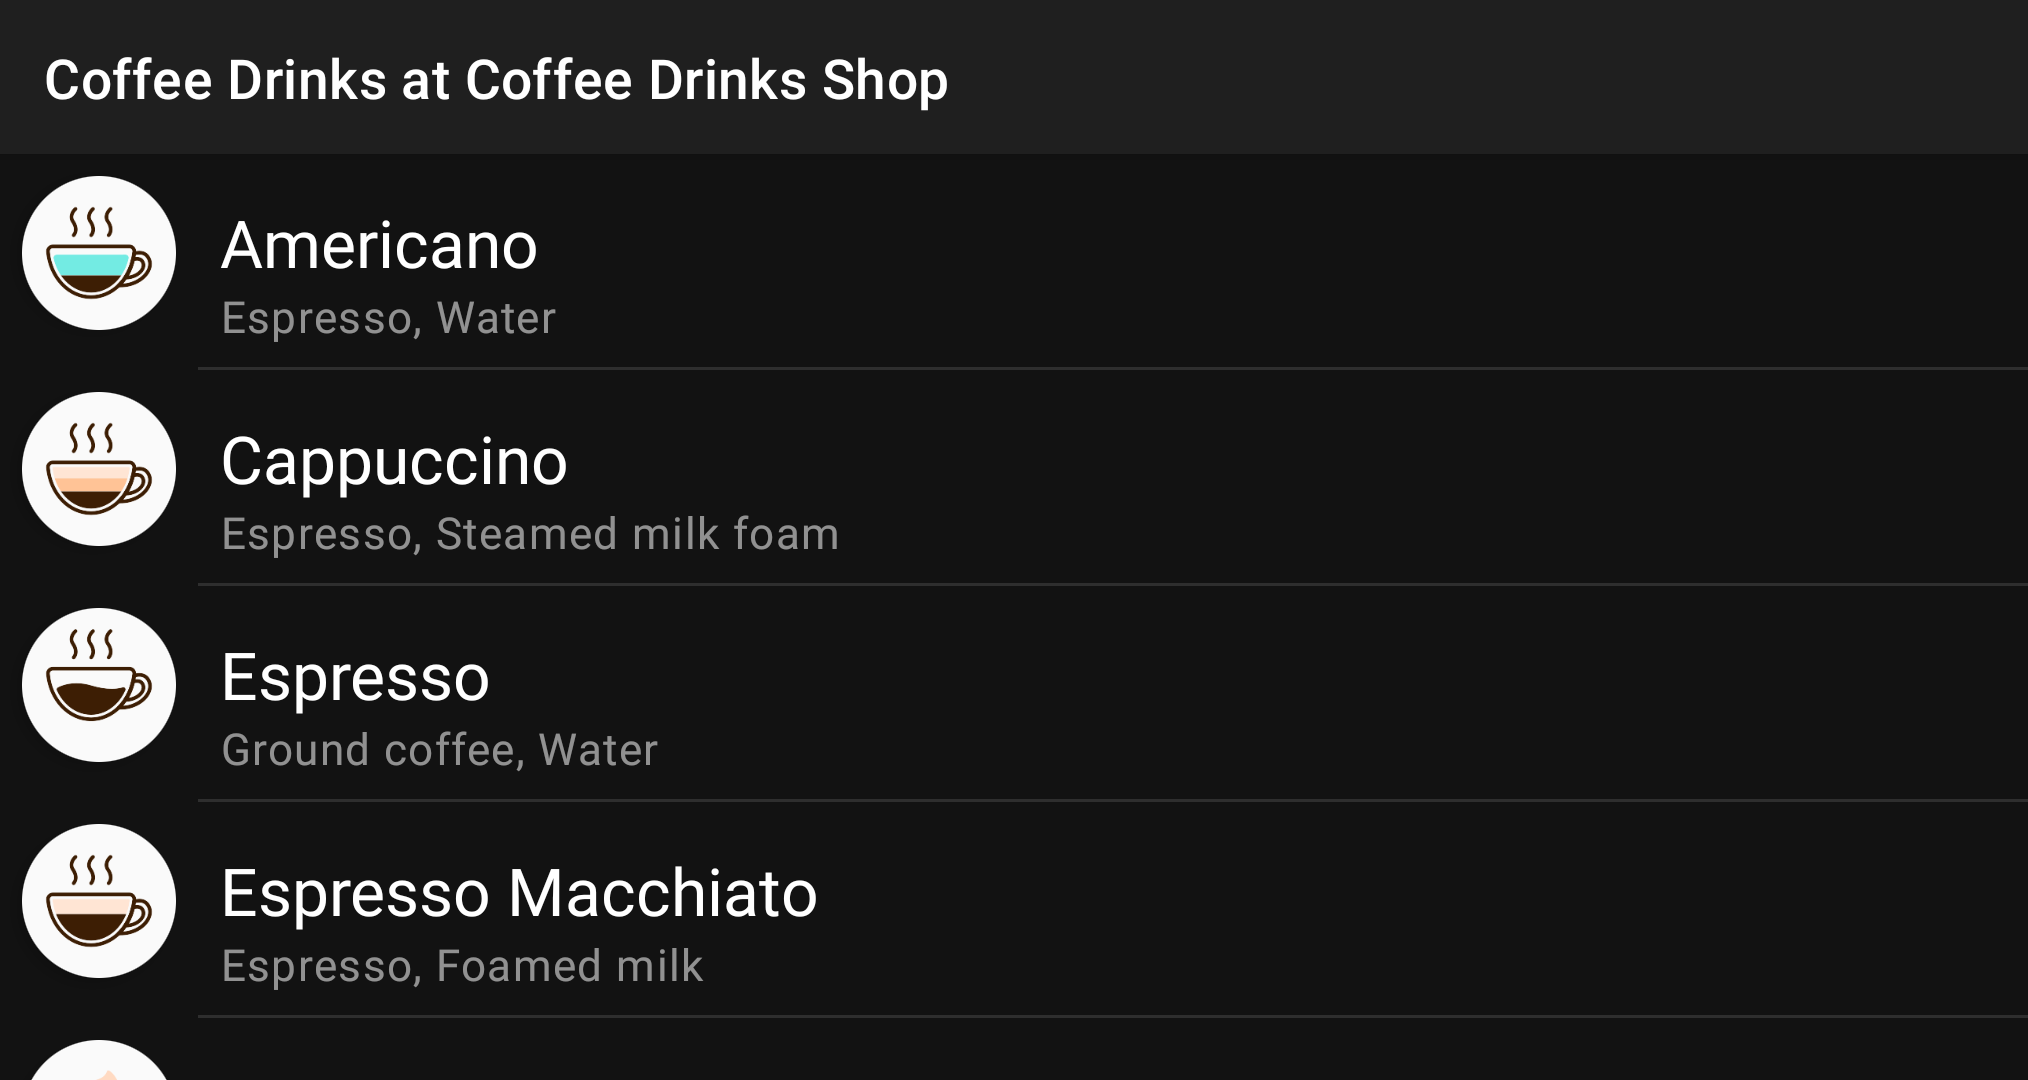 Coffee Drinks at Coffee Drinks Shop
Americano
Espresso, Water
Cappuccino
Espresso, Steamed milk foam
Espresso
Ground coffee, Water
Espresso Macchiato
Espresso, Foamed milk